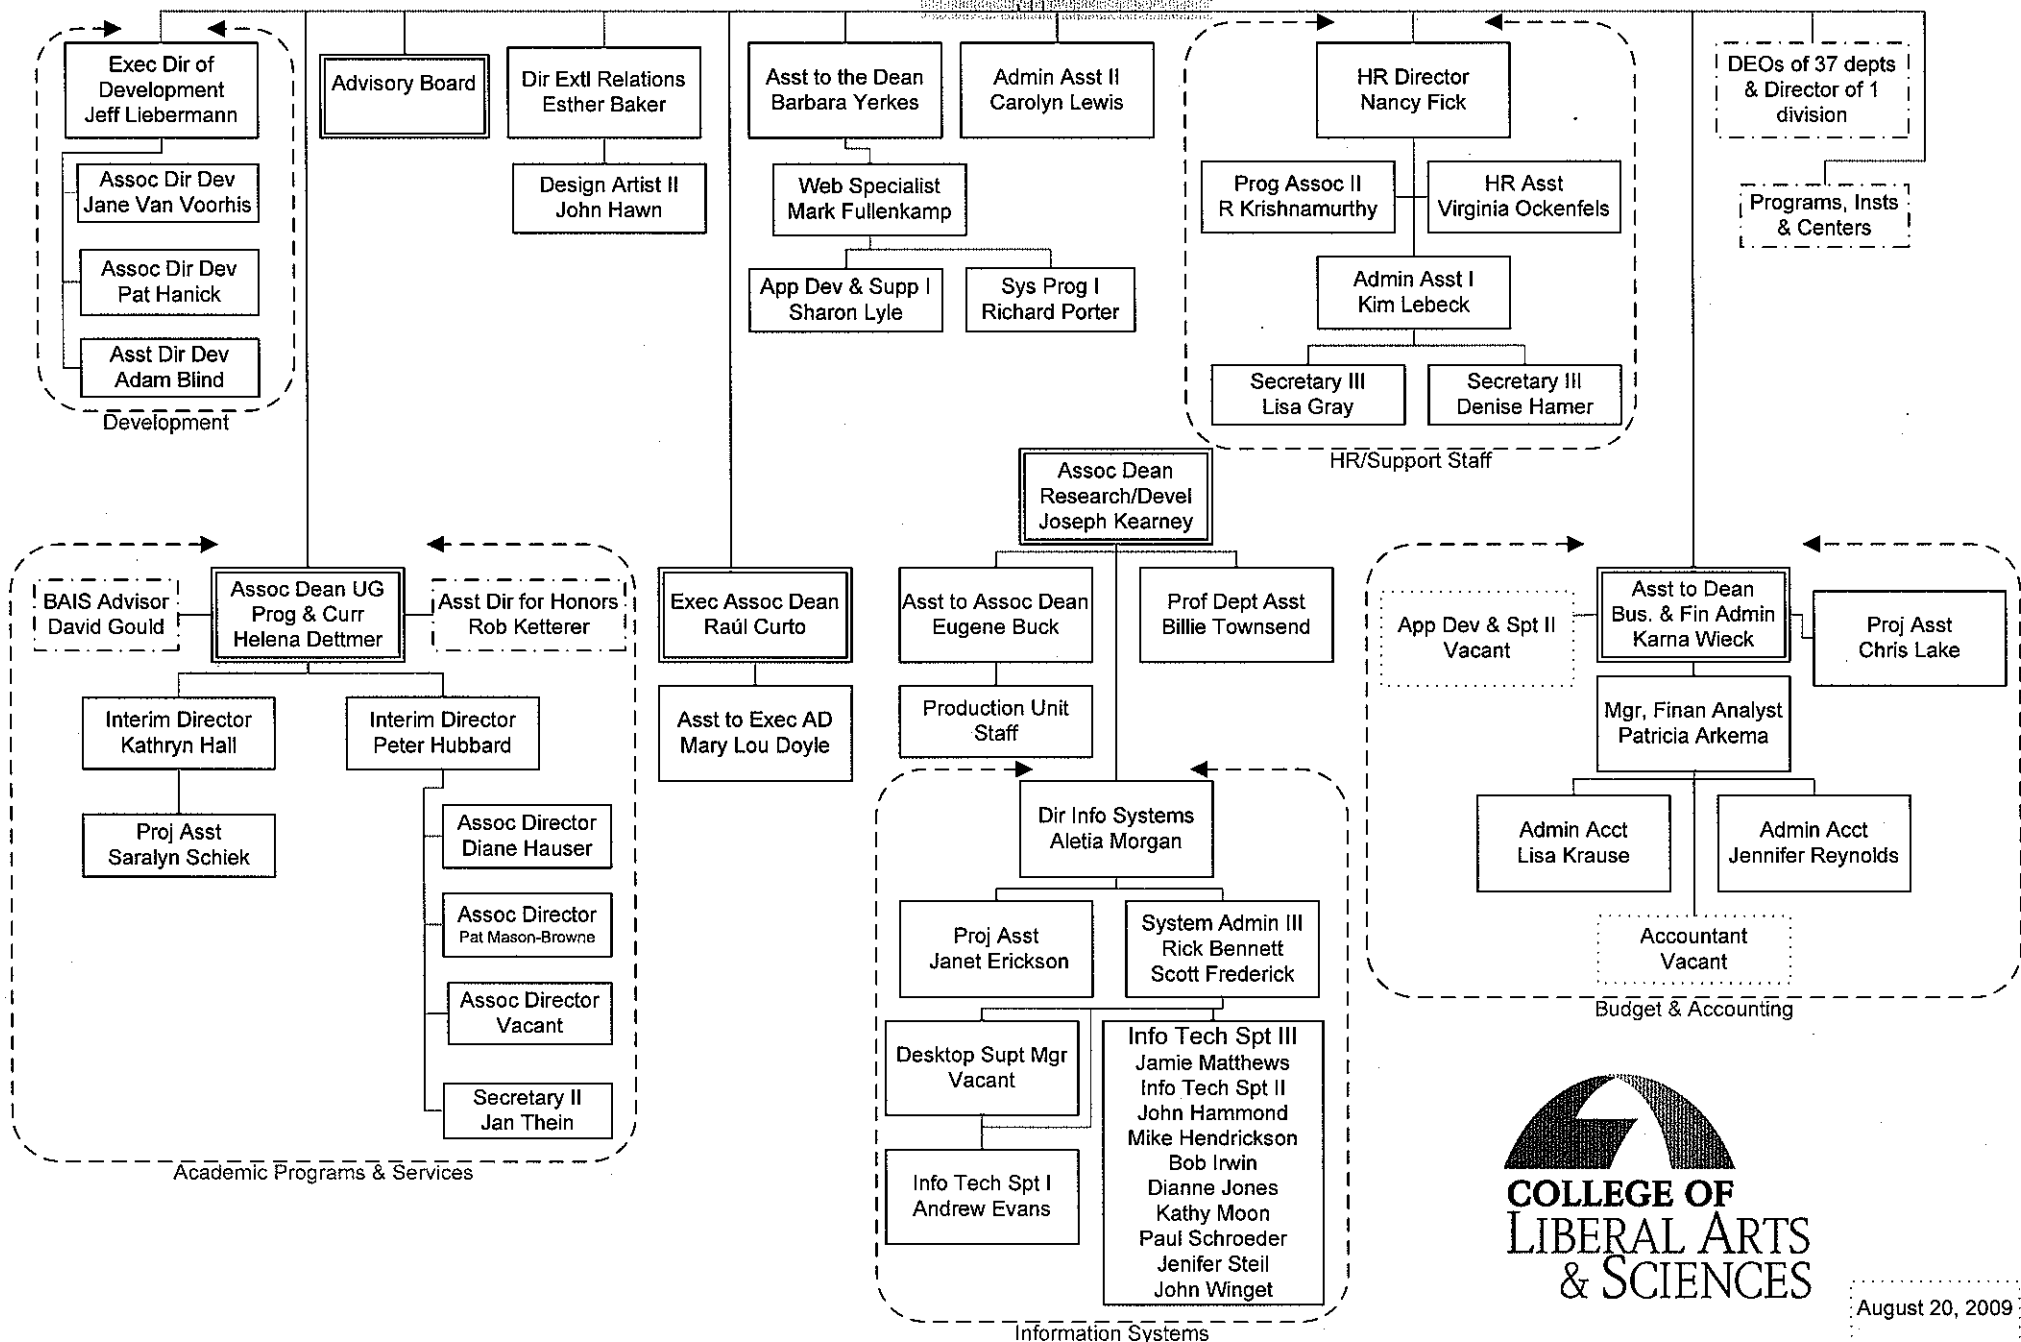 Exec Dir of
Development
Jeff Liebermann
Advisory Board
Dir Extl Relations
Esther Baker
Asst to the Dean
Barbara Yerkes
Admin Asst II
Carolyn Lewis
HR Director
Nancy Fick
DEOs of 37 depts
& Director of 1
division
Assoc Dir Dev
Jane Van Voorhis
Design Artist II
John Hawn
Web Specialist
Mark Fullenkamp
Prog Assoc II
R Krishnamurthy
HR Asst
Virginia Ockenfels
Programs, Insts
& Centers
Assoc Dir Dev
Pat Hanick
App Dev & Supp I
Sharon Lyle
Sys Prog I
Richard Porter
Admin Asst I
Kim Lebeck
Asst Dir Dev
Adam Blind
Development
Secretary III
Lisa Gray
Secretary III
Denise Hamer
HR/Support Staff
Assoc Dean
Research/Devel
Joseph Kearney
BAIS Advisor
David Gould
Assoc Dean UG
Prog & Curr
Helena Dettmer
Asst Dir for Honors
Rob Ketterer
Exec Assoc Dean
Raúl Curto
Asst to Assoc Dean
Eugene Buck
Prof Dept Asst
Billie Townsend
App Dev & Spt II
Vacant
Asst to Dean
Bus. & Fin Admin
Karna Wieck
Proj Asst
Chris Lake
Interim Director
Kathryn Hall
Interim Director
Peter Hubbard
Asst to Exec AD
Mary Lou Doyle
Production Unit
Staff
Mgr, Finan Analyst
Patricia Arkema
Proj Asst
Saralyn Schiek
Assoc Director
Diane Hauser
Assoc Director
Pat Mason-Browne
Assoc Director
Vacant
Secretary II
Jan Thein
Academic Programs & Services
Dir Info Systems
Aletia Morgan
Proj Asst
Janet Erickson
System Admin III
Rick Bennett
Scott Frederick
Desktop Supt Mgr
Vacant
Info Tech Spt I
Andrew Evans
Info Tech Spt III
Jamie Matthews
Info Tech Spt II
John Hammond
Mike Hendrickson
Bob Irwin
Dianne Jones
Kathy Moon
Paul Schroeder
Jenifer Steil
John Winget
Information Systems
Admin Acct
Lisa Krause
Admin Acct
Jennifer Reynolds
Accountant
Vacant
Budget & Accounting
COLLEGE OF
LIBERAL ARTS
& SCIENCES
August 20, 2009